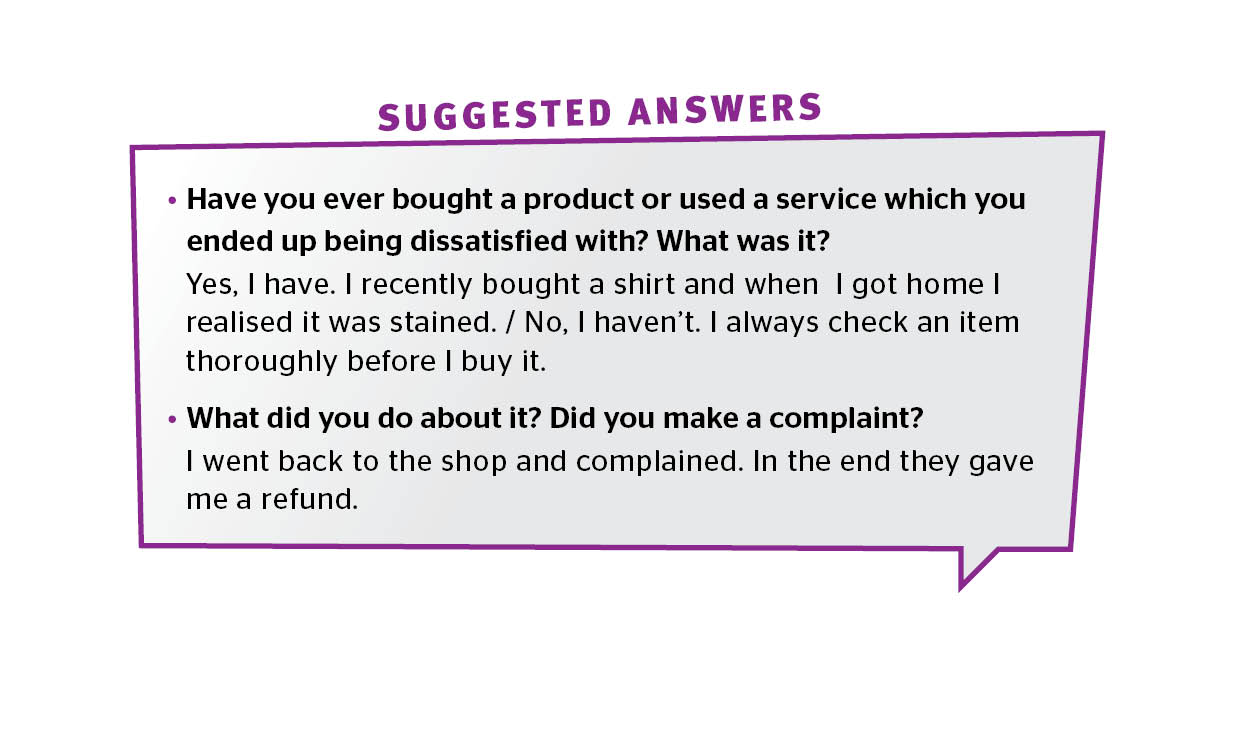 SUGGESTED ANSWERS
• Have you ever bought a product or used a service which you
ended up being dissatisfied with? What was it?
Yes, I have. I recently bought a shirt and when  I got home I
realised it was stained. / No, I haven’t. I always check an item
thoroughly before I buy it.
• What did you do about it? Did you make a complaint?
I went back to the shop and complained. In the end they gave
me a refund.